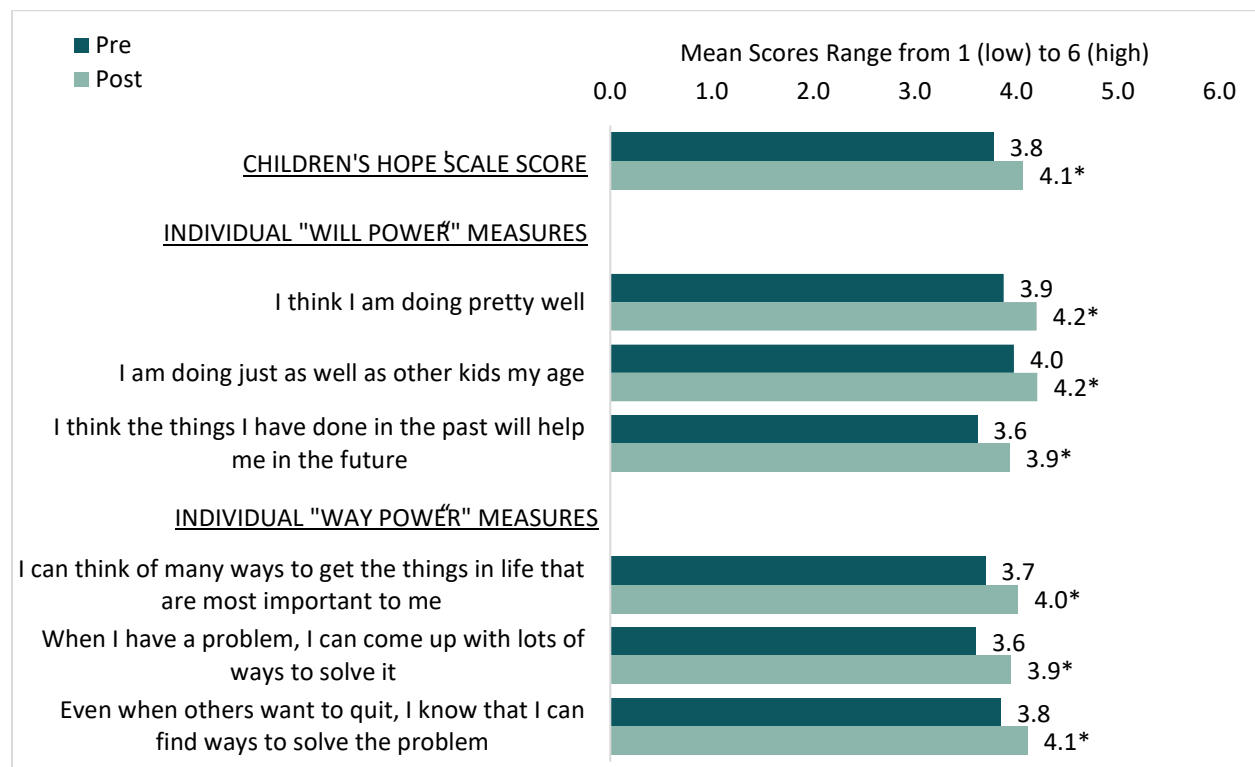 Pre
Post
Mean Scores Range from 1 (low) to 6 (high)
0.0 1.0 2.0 3.0 4.0 5.0 6.0
CHILDREN'S HOPE SCALE SCORE
3.8
4.1*
INDIVIDUAL "WILL POWER" MEASURES
I think I am doing pretty well
3.9
4.2*
I am doing just as well as other kids my age
4.0
4.2*
I think the things I have done in the past will help
me in the future
3.6
3.9*
INDIVIDUAL "WAY POWER" MEASURES
I can think of many ways to get the things in life that
are most important to me
3.7
4.0*
When I have a problem, I can come up with lots of
ways to solve it
3.6
3.9*
Even when others want to quit, I know that I can
find ways to solve the problem
3.8
4.1*